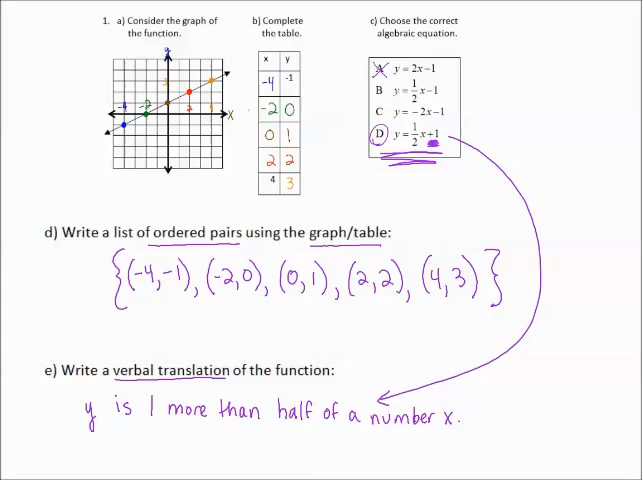 1. a) Consider the graph of the function.
b) Complete the table.
c) Choose the correct algebraic equation.
y
x
-4 -2 2
x y
-4 -1
-2 0
0 1
2 2
4 3
A y = 2x-1
B y = 1/2 x-1
C y = -2x-1
D y = 1/2 x+1
d) Write a list of ordered pairs using the graph/table:
{(-4,-1), (-2,0), (0,1), (2,2), (4,3)}
e) Write a verbal translation of the function:
y is 1 more than half of a number x.